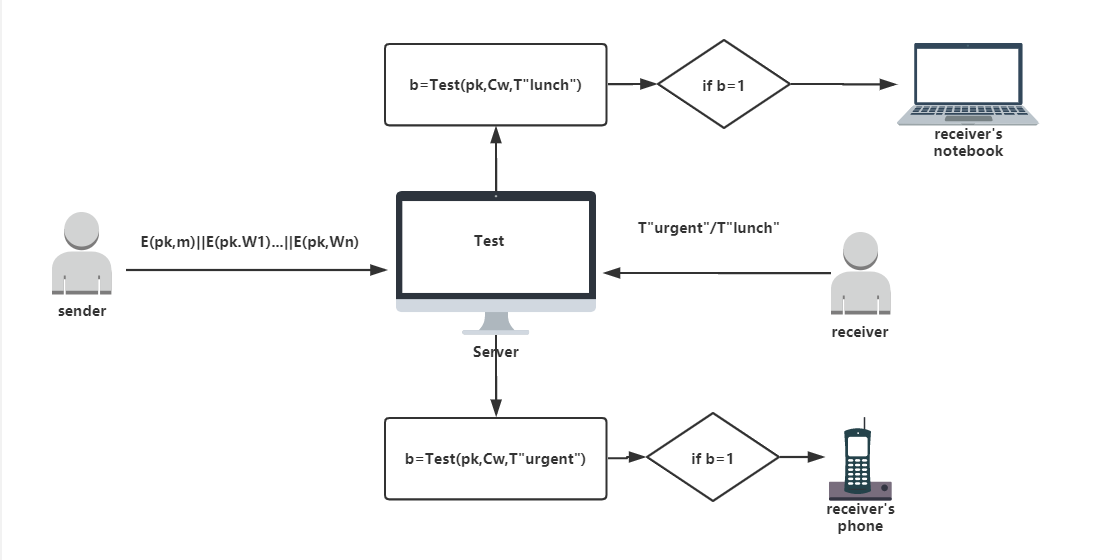 b=Test(pk,Cw,T"lunch")
if b=1
receiver's
notebook
E(pk,m)||E(pk.W1)...||E(pk,Wn)
Test
T"urgent"/T"lunch"
sender
Server
receiver
b=Test(pk,Cw,T"urgent")
if b=1
receiver's
phone